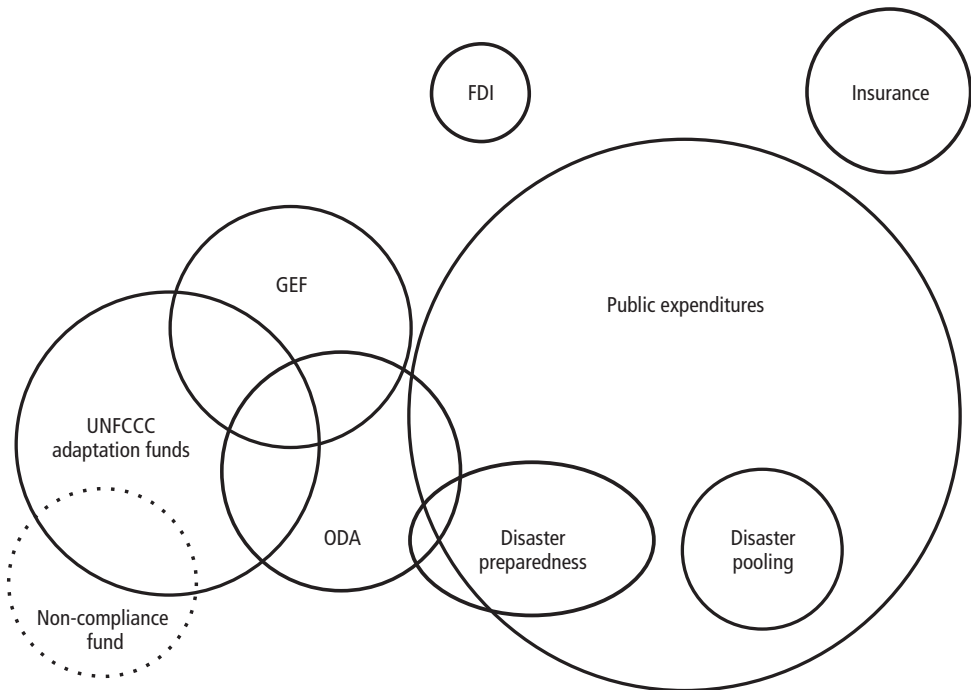 FDI
Insurance
GEF
Public expenditures
UNFCCC
adaptation funds
ODA
Disaster
preparedness
Disaster
pooling
Non-compliance
fund